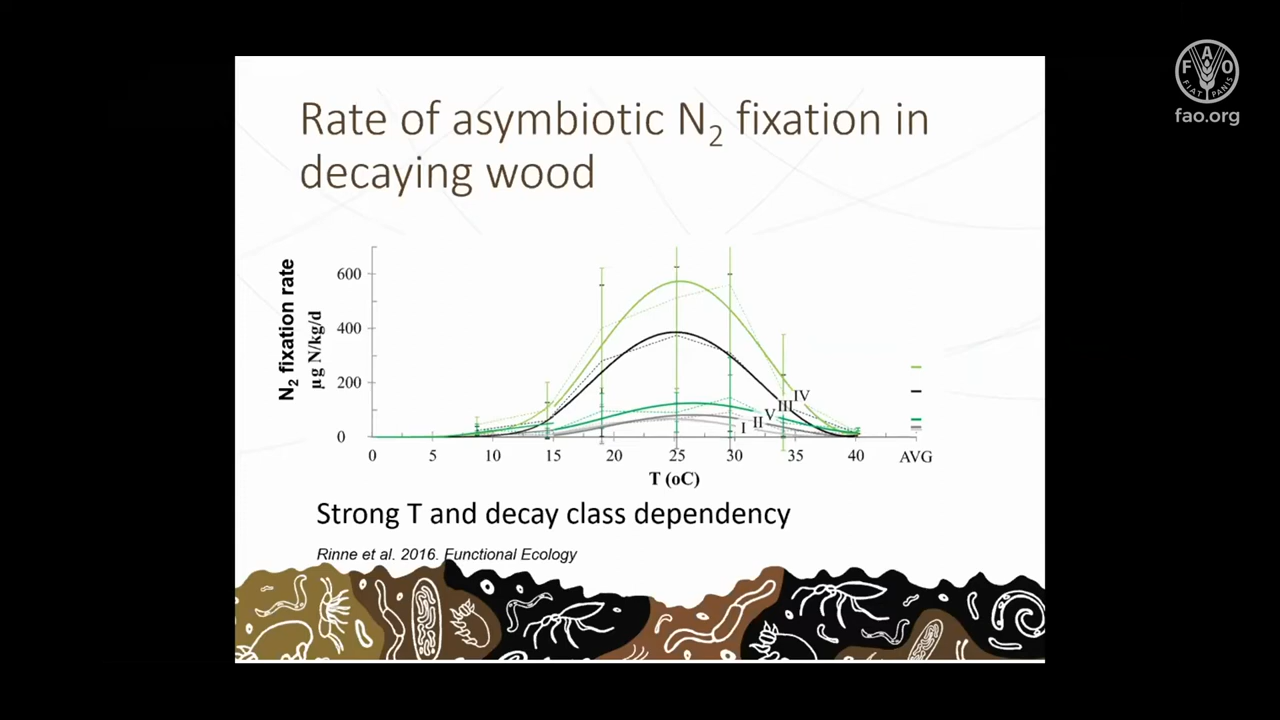 FAO
FIAT PANIS
fao.org
Rate of asymbiotic N₂ fixation in
decaying wood
N₂ fixation rate
µg N/kg/d
600
400
200
0
I II V III IV
0 5 10 15 20 25 30 35 40 AVG
T (oC)
Strong T and decay class dependency
Rinne et al. 2016. Functional Ecology